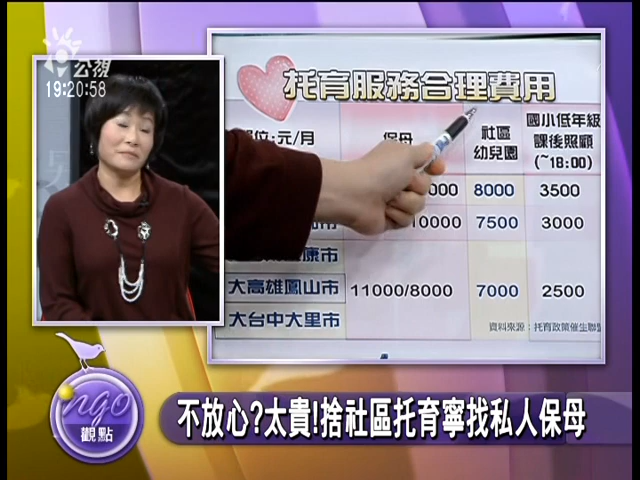 公視
19:20:58
托育服務合理費用
位:元/月 保母 社區幼兒園 國小低年級課後照顧(~18:00)
000 8000 3500
市 10000 7500 3000
康市
大高雄鳳山市 11000/8000 7000 2500
大台中大里市
資料來源:托育政策催生聯盟
ngo
觀點
不放心?太貴!捨社區托育寧找私人保母